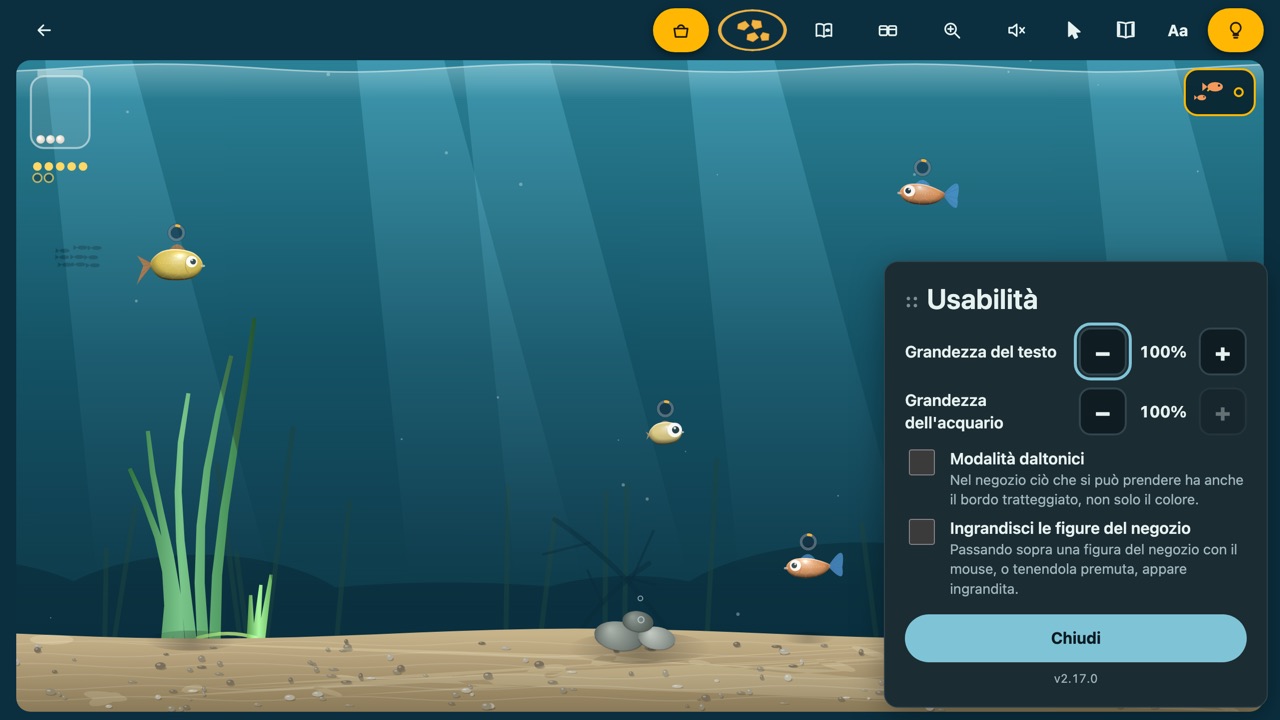 Aa
Usabilità
Grandezza del testo
− 100% +
Grandezza
dell'acquario
− 100% +
Modalità daltonici
Nel negozio ciò che si può prendere ha anche
il bordo tratteggiato, non solo il colore.
Ingrandisci le figure del negozio
Passando sopra una figura del negozio con il
mouse, o tenendola premuta, appare
ingrandita.
Chiudi
v2.17.0